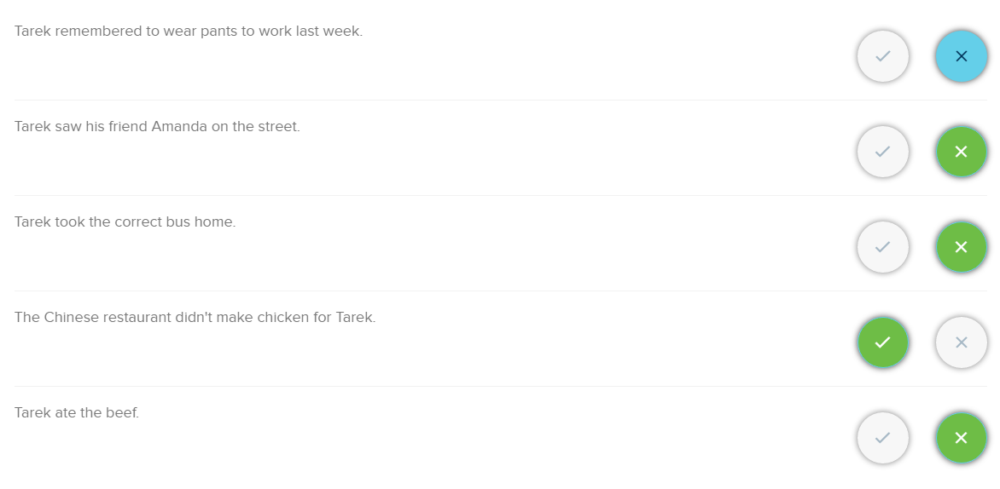 Tarek remembered to wear pants to work last week.
Tarek saw his friend Amanda on the street.
Tarek took the correct bus home.
The Chinese restaurant didn't make chicken for Tarek.
Tarek ate the beef.